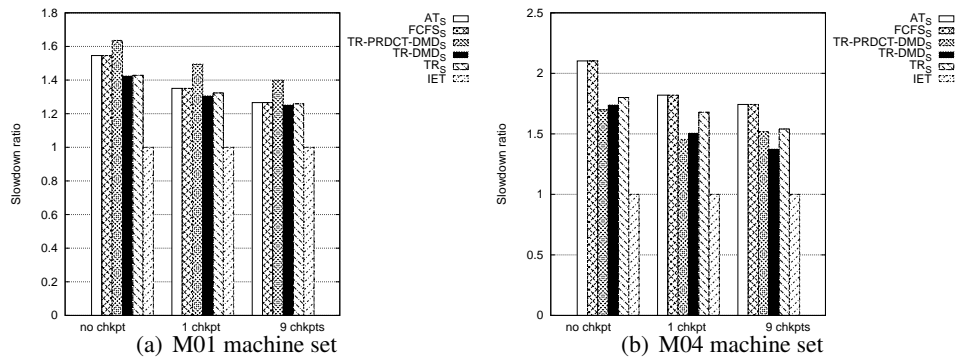 Slowdown ratio
1.8
1.6
1.4
1.2
1
0.8
0.6
0.4
0.2
0
no chkpt 1 chkpt 9 chkpts
AT_S
FCFS_S
TR-PRDCT-DMD_S
TR-DMD_S
TR_S
IET
(a) M01 machine set
Slowdown ratio
2.5
2
1.5
1
0.5
0
no chkpt 1 chkpt 9 chkpts
AT_S
FCFS_S
TR-PRDCT-DMD_S
TR-DMD_S
TR_S
IET
(b) M04 machine set